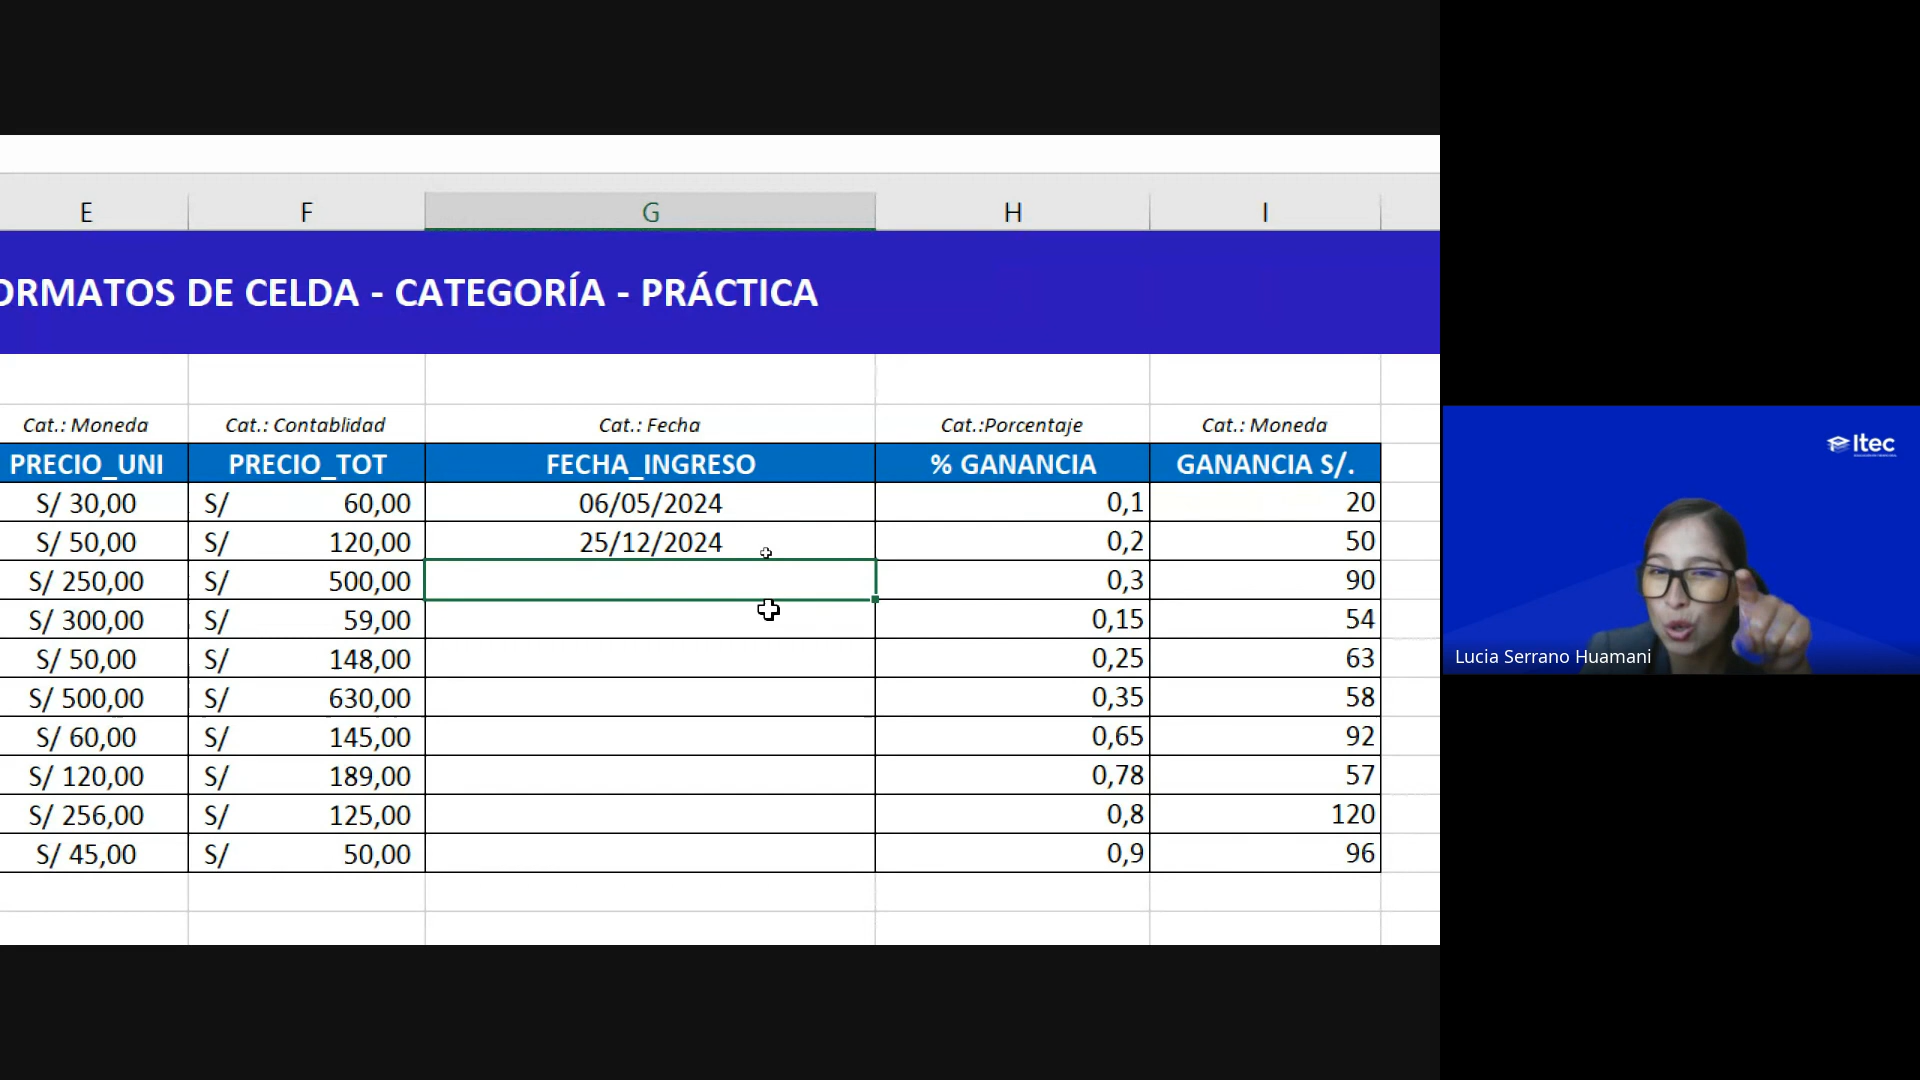 E F G H I
ORMATOS DE CELDA - CATEGORÍA - PRÁCTICA
Cat.: Moneda Cat.: Contablidad Cat.: Fecha Cat.:Porcentaje Cat.: Moneda
PRECIO_UNI PRECIO_TOT FECHA_INGRESO % GANANCIA GANANCIA S/.
S/ 30,00 S/ 60,00 06/05/2024 0,1 20
S/ 50,00 S/ 120,00 25/12/2024 0,2 50
S/ 250,00 S/ 500,00 0,3 90
S/ 300,00 S/ 59,00 0,15 54
S/ 50,00 S/ 148,00 0,25 63
S/ 500,00 S/ 630,00 0,35 58
S/ 60,00 S/ 145,00 0,65 92
S/ 120,00 S/ 189,00 0,78 57
S/ 256,00 S/ 125,00 0,8 120
S/ 45,00 S/ 50,00 0,9 96
Itec
Lucia Serrano Huamani